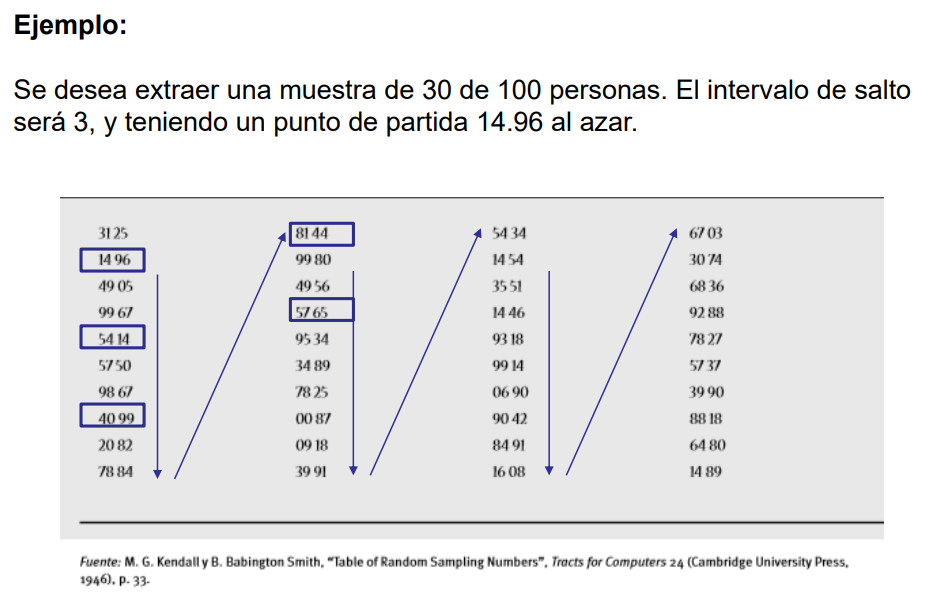 Ejemplo:
Se desea extraer una muestra de 30 de 100 personas. El intervalo de salto
será 3, y teniendo un punto de partida 14.96 al azar.
31 25 81 44 54 34 67 03
14 96 99 80 14 54 30 74
49 05 49 56 35 51 68 36
99 67 57 65 14 46 92 88
54 14 95 34 93 18 78 27
57 50 34 89 99 14 57 37
98 67 78 25 06 90 39 90
40 99 00 87 90 42 88 18
20 82 09 18 84 91 64 80
78 84 39 91 16 08 14 89
Fuente: M. G. Kendall y B. Babington Smith, “Table of Random Sampling Numbers”, Tracts for Computers 24 (Cambridge University Press,
1946), p. 33.